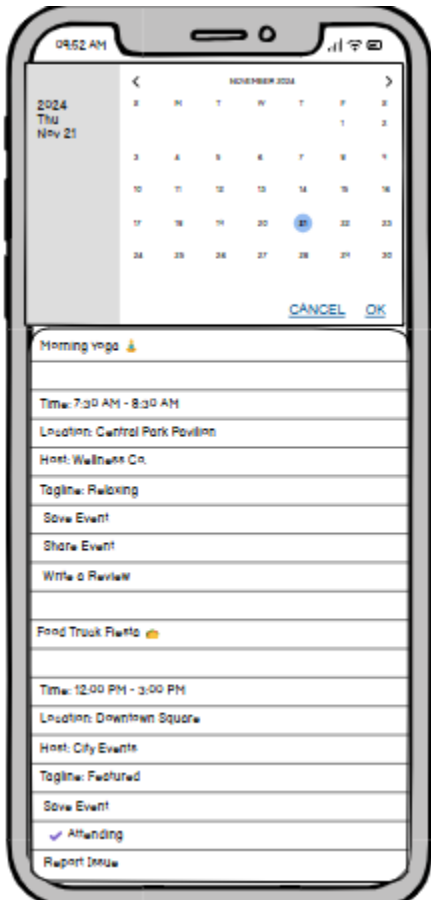 09:52 AM
NOVEMBER 2024
2024
Thu
Nov 21
S M T W T F S
1 2
3 4 5 6 7 8 9
10 11 12 13 14 15 16
17 18 19 20 21 22 23
24 25 26 27 28 29 30
CANCEL OK
Morning Yoga 🧘
Time: 7:30 AM - 8:30 AM
Location: Central Park Pavilion
Host: Wellness Co.
Tagline: Relaxing
Save Event
Share Event
Write a Review
Food Truck Fiesta 🌮
Time: 12:00 PM - 3:00 PM
Location: Downtown Square
Host: City Events
Tagline: Featured
Save Event
✓ Attending
Report Issue